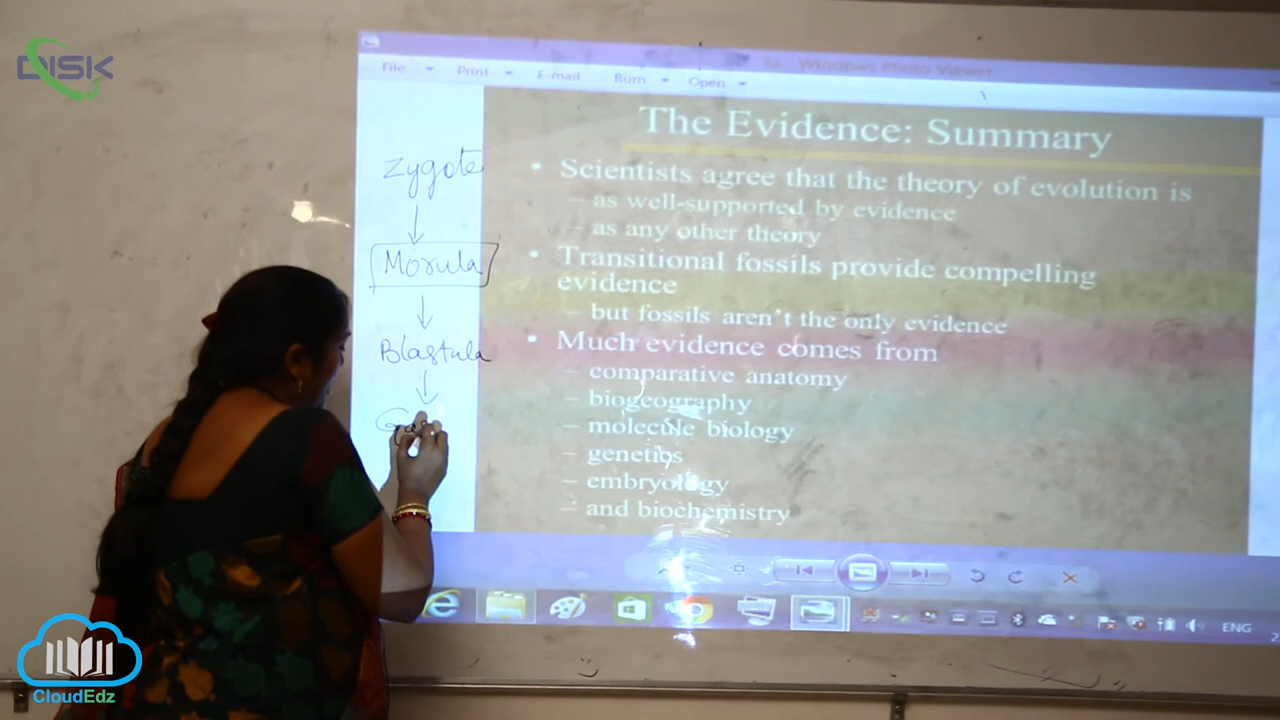 DISK
Windows Photo Viewer
File Print E-mail Burn Open
The Evidence: Summary
Zygote
↓
Morula
↓
Blastula
↓
• Scientists agree that the theory of evolution is
– as well-supported by evidence
– as any other theory
• Transitional fossils provide compelling
evidence
– but fossils aren't the only evidence
• Much evidence comes from
– comparative anatomy
– biogeography
– molecule biology
– genetics
– embryology
– and biochemistry
ENG
CloudEdz